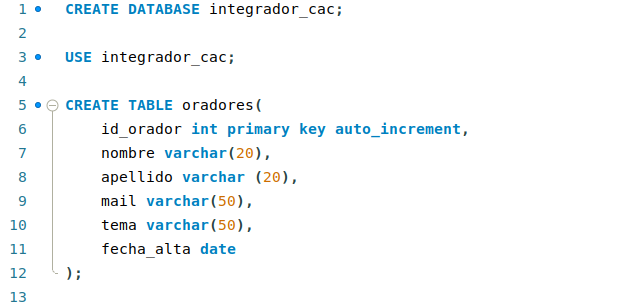 1 CREATE DATABASE integrador_cac;
2
3 USE integrador_cac;
4
5 CREATE TABLE oradores(
6 id_orador int primary key auto_increment,
7 nombre varchar(20),
8 apellido varchar (20),
9 mail varchar(50),
10 tema varchar(50),
11 fecha_alta date
12 );
13